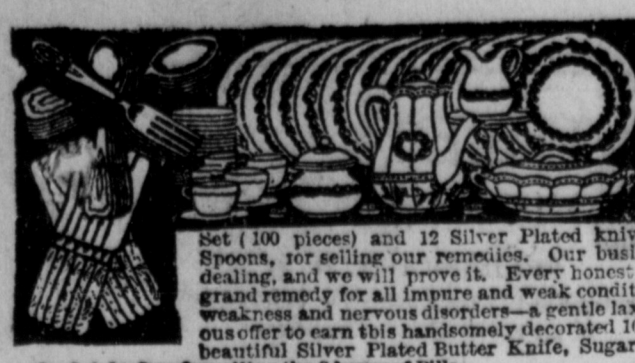 Set (100 pieces) and 12 Silver Plated kniv
Spoons, for selling our remedies. Our busi
dealing, and we will prove it. Every honest
grand remedy for all impure and weak condit
weakness and nervous disorders—a gentle lax
ous offer to earn this handsomely decorated 10
beautiful Silver Plated Butter Knife, Sugar